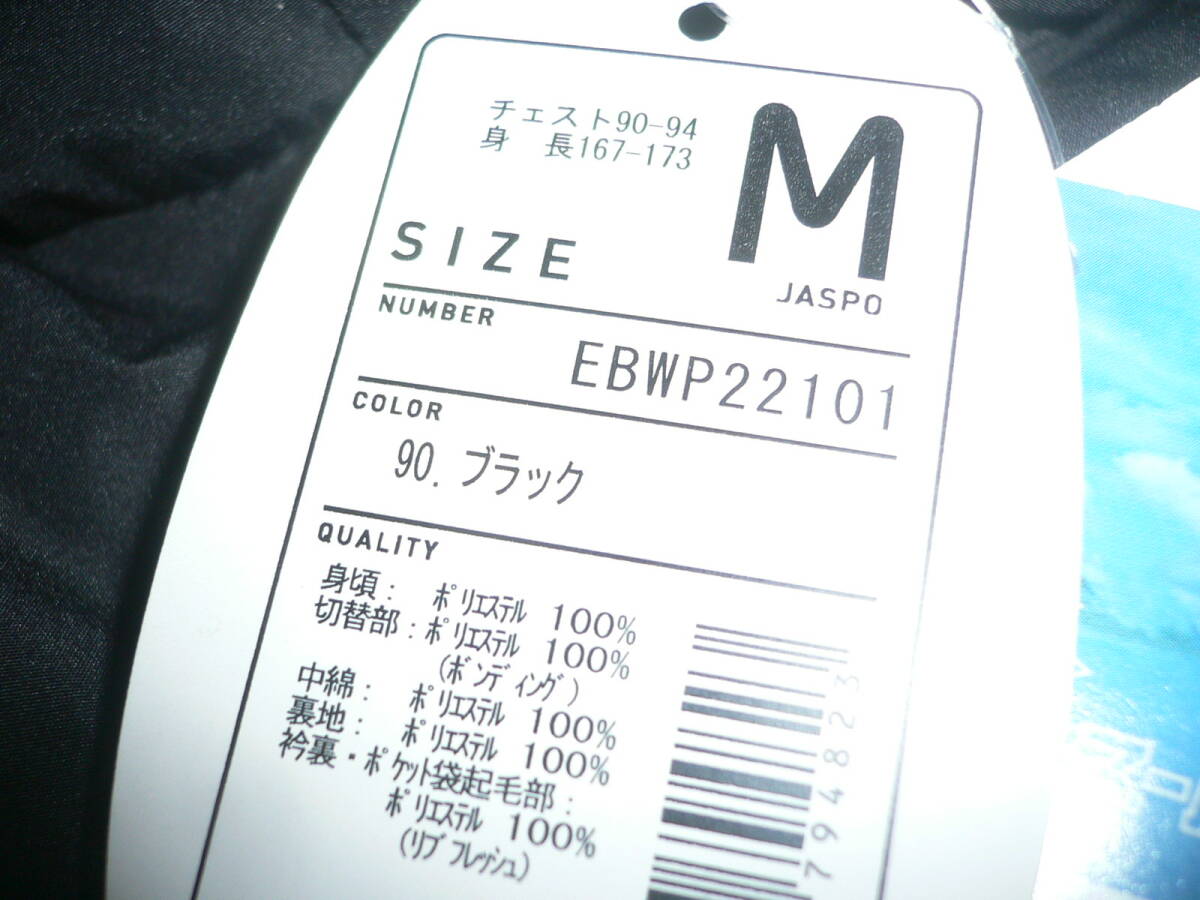 チェスト90-94
身 長167-173
M
SIZE
JASPO
NUMBER
EBWP22101
COLOR
90. ブラック
QUALITY
身頃: ポリエステル 100%
切替部:ポリエステル 100%
(ボンディング)
中綿: ポリエステル 100%
裏地: ポリエステル 100%
衿裏・ポケット袋起毛部:
ポリエステル 100%
(リブフレッシュ)
794823